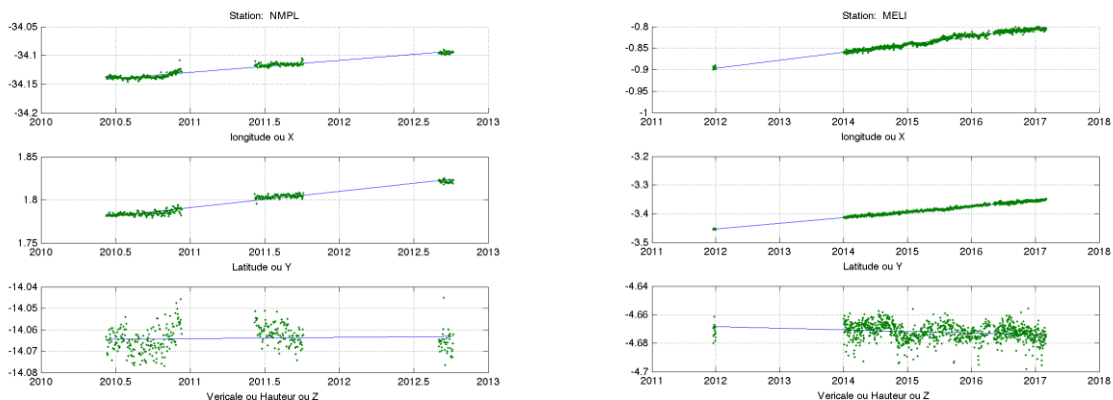 Station: NMPL
-34.05
-34.1
-34.15
-34.2
2010 2010.5 2011 2011.5 2012 2012.5 2013
longitude ou X
1.85
1.8
1.75
2010 2010.5 2011 2011.5 2012 2012.5 2013
Latitude ou Y
-14.04
-14.05
-14.06
-14.07
-14.08
2010 2010.5 2011 2011.5 2012 2012.5 2013
Vericale ou Hauteur ou Z
Station: MELI
-0.8
-0.85
-0.9
-0.95
-1
2011 2012 2013 2014 2015 2016 2017 2018
longitude ou X
-3.2
-3.3
-3.4
-3.5
2011 2012 2013 2014 2015 2016 2017 2018
Latitude ou Y
-4.64
-4.66
-4.68
-4.7
2011 2012 2013 2014 2015 2016 2017 2018
Vericale ou Hauteur ou Z